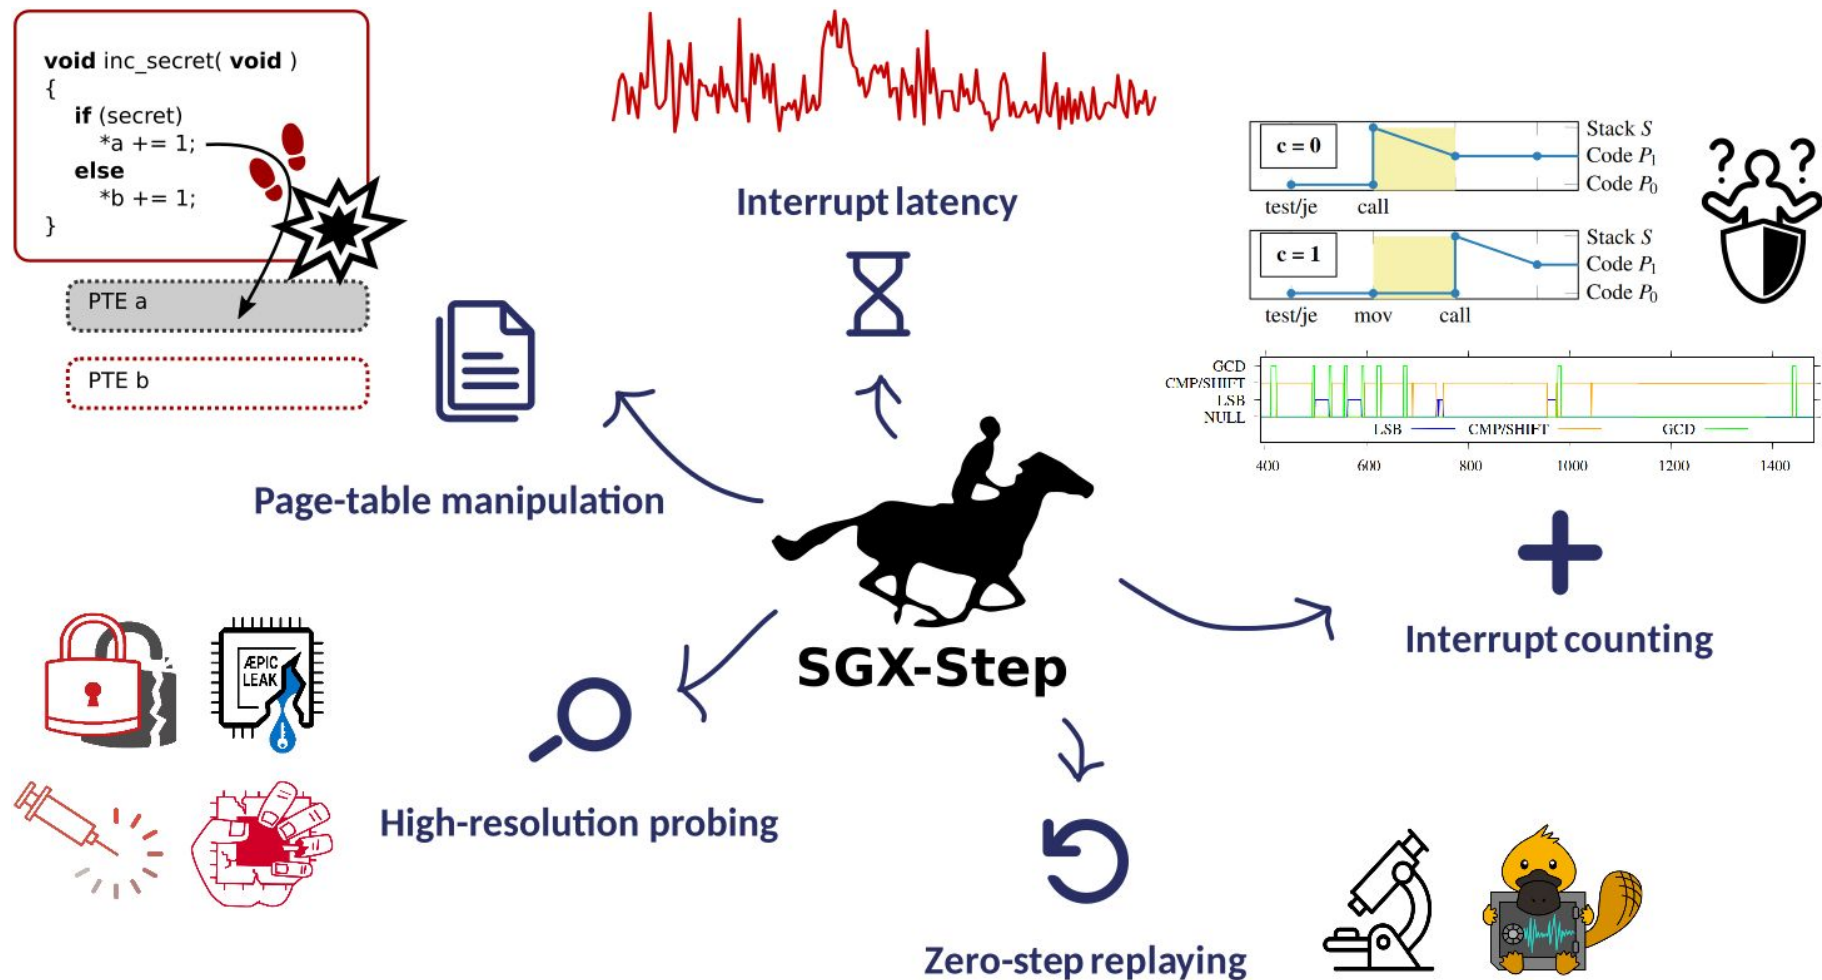 void inc_secret( void )
{
if (secret)
*a += 1;
else
*b += 1;
}
PTE a
PTE b
Page-table manipulation
Interrupt latency
c = 0
Stack S
Code P1
Code P0
test/je call
c = 1
Stack S
Code P1
Code P0
test/je mov call
GCD
CMP/SHIFT
LSB
NULL
LSB CMP/SHIFT GCD
400 600 800 1000 1200 1400
Interrupt counting
SGX-Step
ÆPIC
LEAK
High-resolution probing
Zero-step replaying